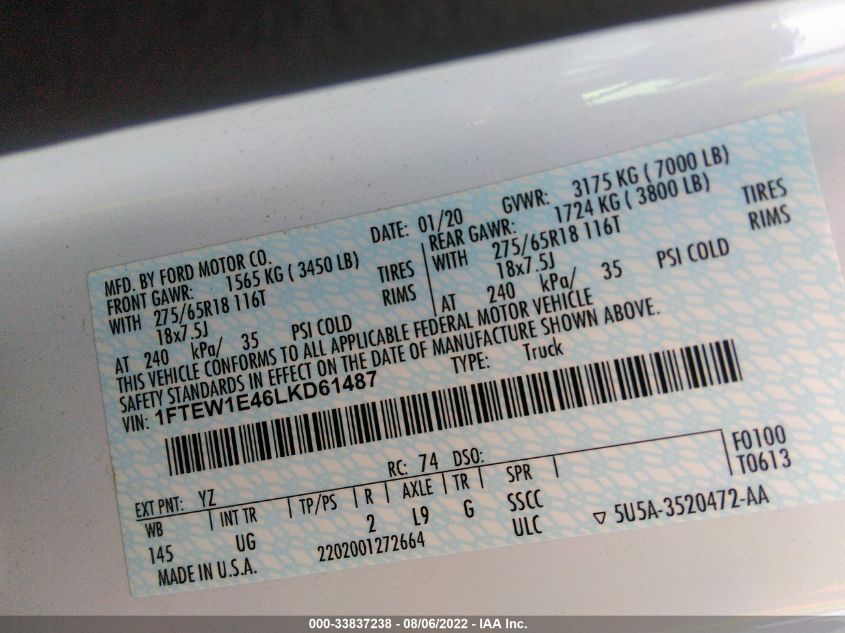 MFD. BY FORD MOTOR CO.
DATE: 01/20 GVWR: 3175 KG ( 7000 LB)
FRONT GAWR: 1565 KG ( 3450 LB)
REAR GAWR: 1724 KG ( 3800 LB)
WITH 275/65R18 116T TIRES
WITH 275/65R18 116T TIRES
18x7.5J RIMS
18x7.5J RIMS
AT 240 kPa/ 35 PSI COLD
AT 240 kPa/ 35 PSI COLD
THIS VEHICLE CONFORMS TO ALL APPLICABLE FEDERAL MOTOR VEHICLE
SAFETY STANDARDS IN EFFECT ON THE DATE OF MANUFACTURE SHOWN ABOVE.
VIN: 1FTEW1E46LKD61487 TYPE: Truck
F0100
T0613
RC: 74 DSO:
EXT PNT: YZ
WB INT TR TP/PS R AXLE TR SPR
145 UG 2 L9 G SSCC
ULC
5U5A-3520472-AA
MADE IN U.S.A. 2202001272664
000-33837238 - 08/06/2022 - IAA Inc.